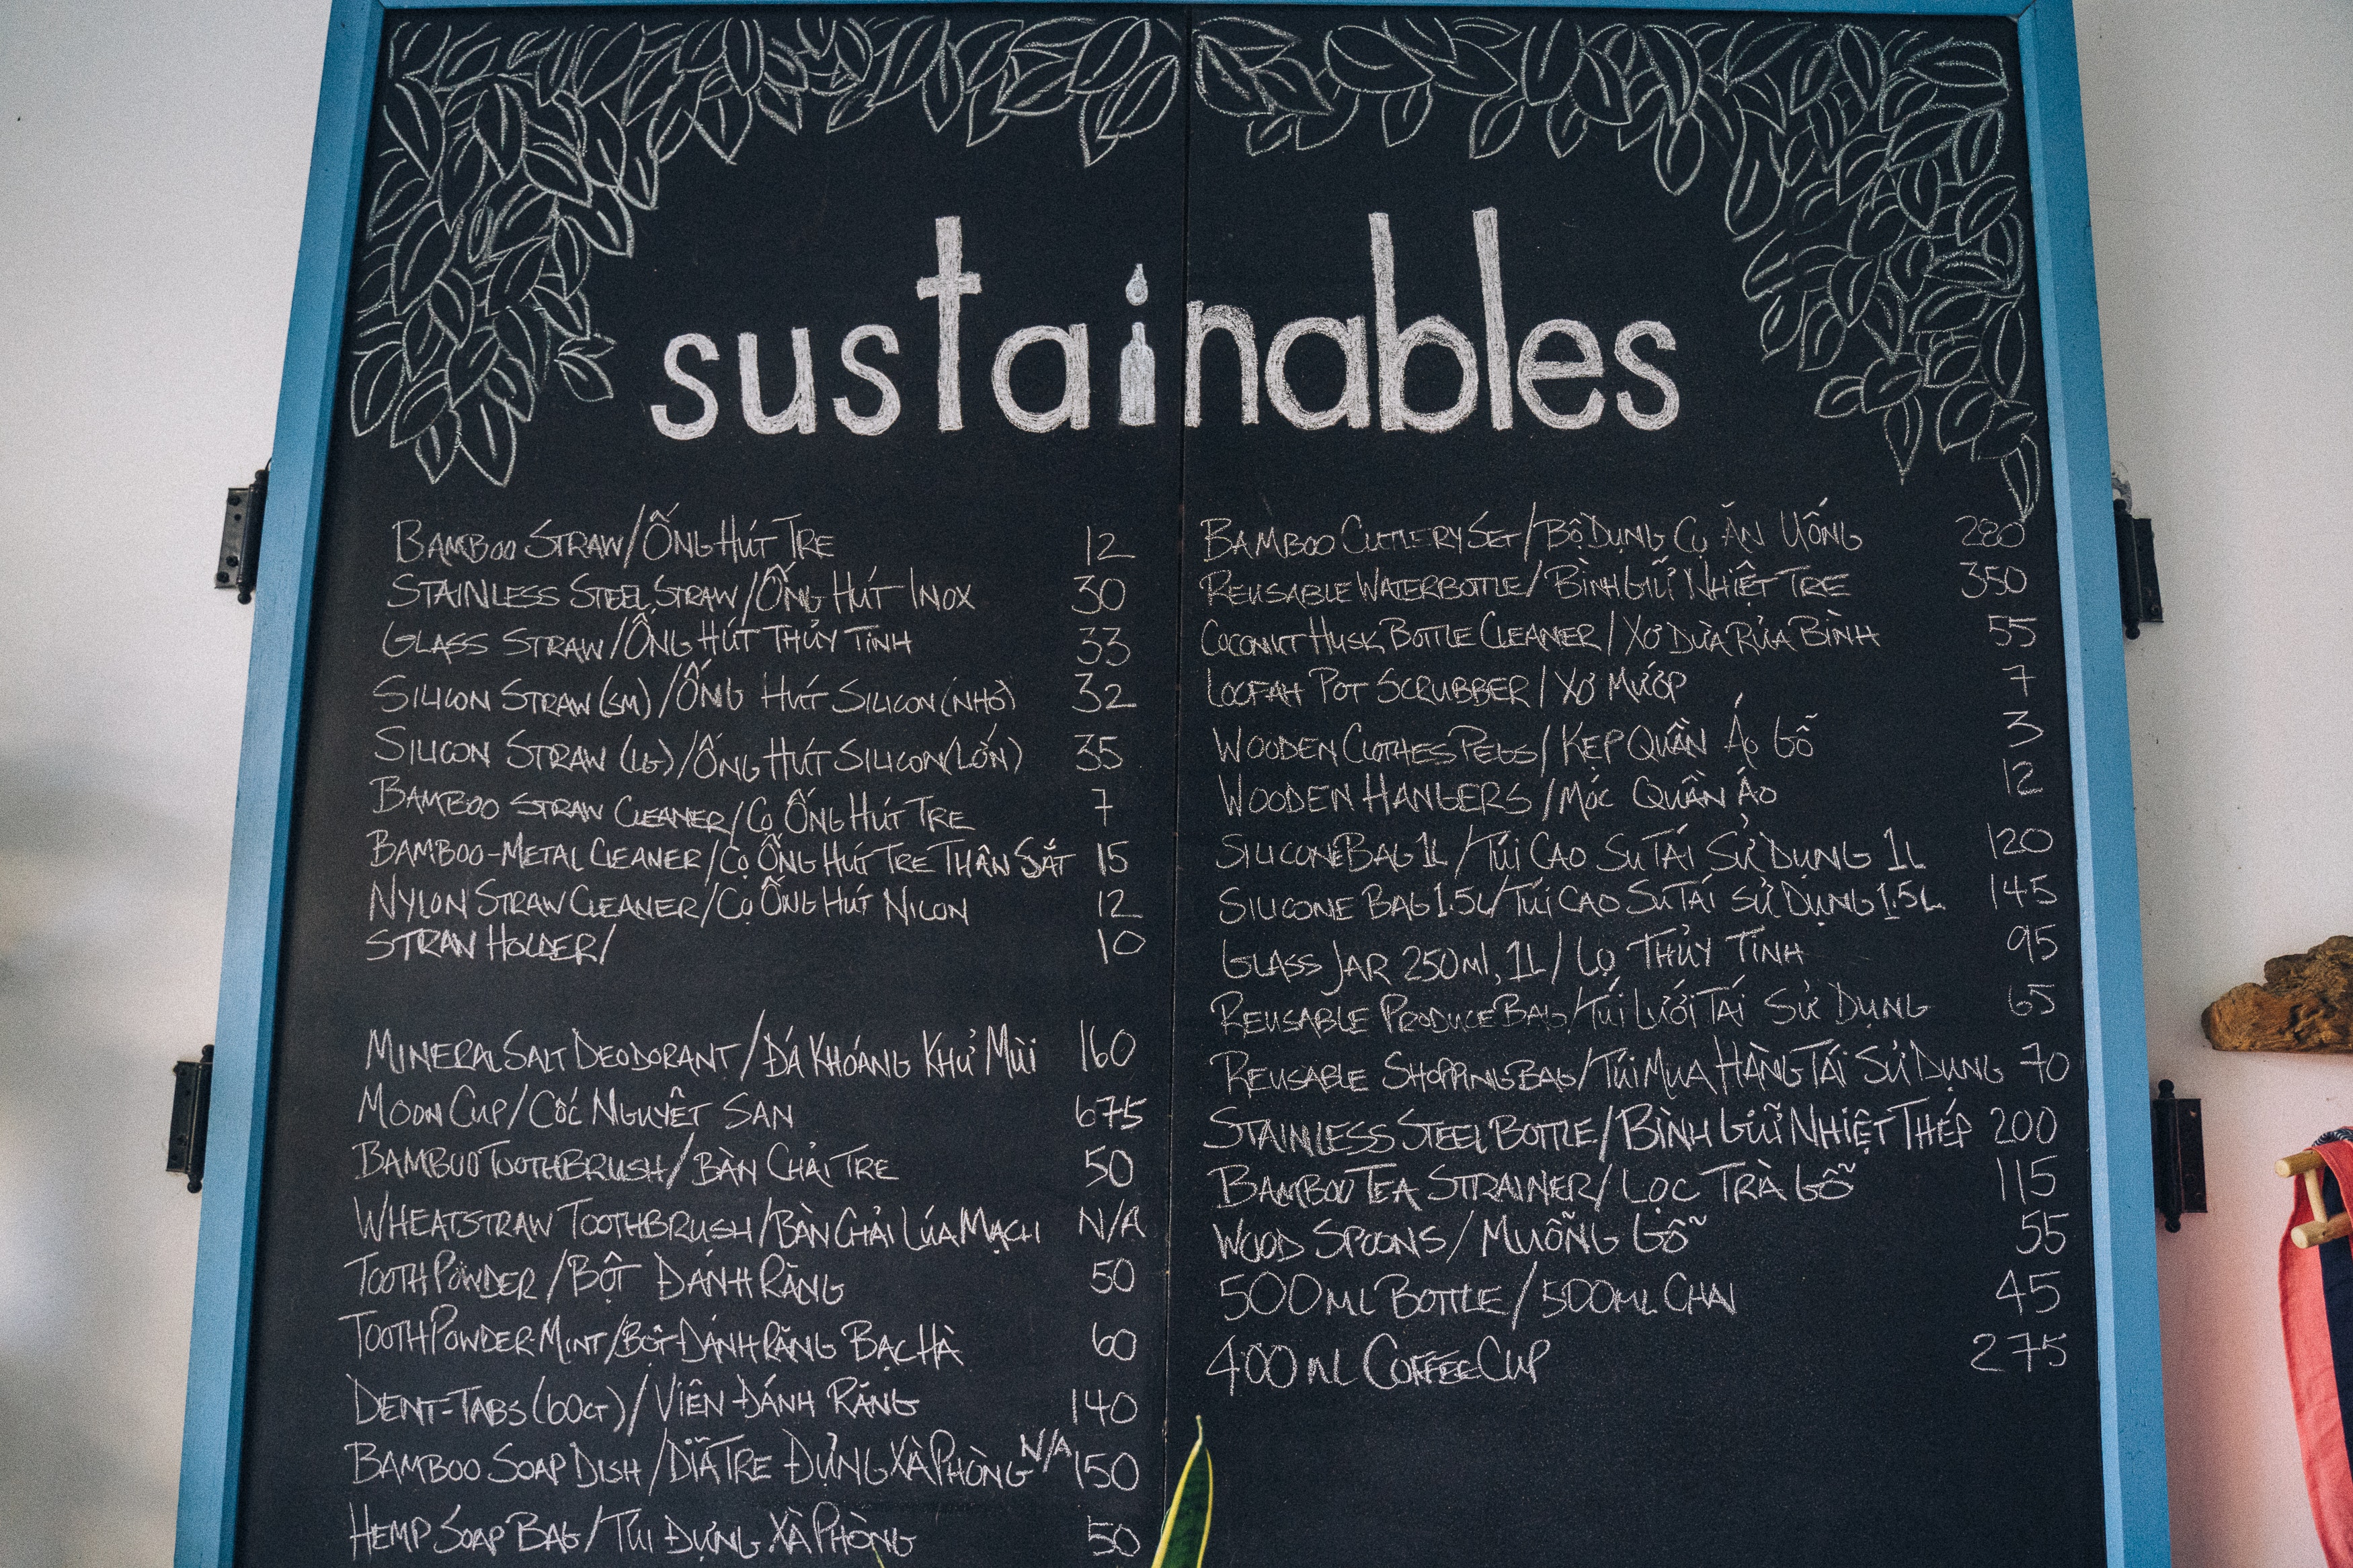 sustainables
BAMBOO STRAW/ỐNG HÚT TRE 12
STAINLESS STEEL STRAW/ỐNG HÚT INOX 30
GLASS STRAW/ỐNG HÚT THỦY TINH 33
SILICON STRAW (SM)/ỐNG HÚT SILICON (NHỎ) 32
SILICON STRAW (LG)/ỐNG HÚT SILICON (LỚN) 35
BAMBOO STRAW CLEANER/CỌ ỐNG HÚT TRE 7
BAMBOO-METAL CLEANER/CỌ ỐNG HÚT TRE THÂN SẮT 15
NYLON STRAW CLEANER/CỌ ỐNG HÚT NILON 12
STRAW HOLDER/ 10
MINERAL SALT DEODORANT/ĐÁ KHOÁNG KHỬ MÙI 160
MOON CUP/CỐC NGUYỆT SAN 675
BAMBOO TOOTHBRUSH/BÀN CHẢI TRE 50
WHEATSTRAW TOOTHBRUSH/BÀN CHẢI LÚA MẠCH N/A
TOOTH POWDER/BỘT ĐÁNH RĂNG 50
TOOTH POWDER MINT/BỘT ĐÁNH RĂNG BẠC HÀ 60
DENT-TABS (60CT)/VIÊN ĐÁNH RĂNG 140
BAMBOO SOAP DISH/DĨA TRE ĐỰNG XÀ PHÒNG N/A 150
HEMP SOAP BAG/TÚI ĐỰNG XÀ PHÒNG 50
BAMBOO CUTLERY SET/BỘ DỤNG CỤ ĂN UỐNG 280
REUSABLE WATERBOTTLE/BÌNH GIỮ NHIỆT TRE 350
COCONUT HUSK BOTTLE CLEANER/XƠ DỪA RỬA BÌNH 55
LOOFAH POT SCRUBBER/XƠ MƯỚP 7
WOODEN CLOTHES PEGS/KẸP QUẦN ÁO GỖ 3
WOODEN HANGERS/MÓC QUẦN ÁO 12
SILICONE BAG 1L/TÚI CAO SU TÁI SỬ DỤNG 1L 120
SILICONE BAG 1.5L/TÚI CAO SU TÁI SỬ DỤNG 1.5L 145
GLASS JAR 250ml, 1L/LỌ THỦY TINH 95
REUSABLE PRODUCE BAG/TÚI LƯỚI TÁI SỬ DỤNG 65
REUSABLE SHOPPING BAG/TÚI MUA HÀNG TÁI SỬ DỤNG 70
STAINLESS STEEL BOTTLE/BÌNH GIỮ NHIỆT THÉP 200
BAMBOO TEA STRAINER/LỌC TRÀ GỖ 115
WOOD SPOONS/MUỖNG GỖ 55
500ML BOTTLE/500ML CHAI 45
400ML COFFEE CUP 275